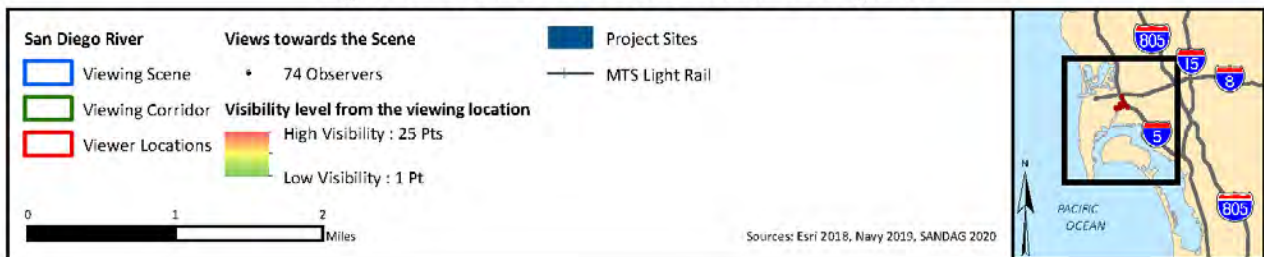 San Diego River
Viewing Scene
Viewing Corridor
Viewer Locations
Views towards the Scene
74 Observers
Visibility level from the viewing location
High Visibility : 25 Pts
Low Visibility : 1 Pt
Project Sites
MTS Light Rail
0 1 2
Miles
Sources: Esri 2018, Navy 2019, SANDAG 2020
805
15
8
5
805
N
PACIFIC
OCEAN